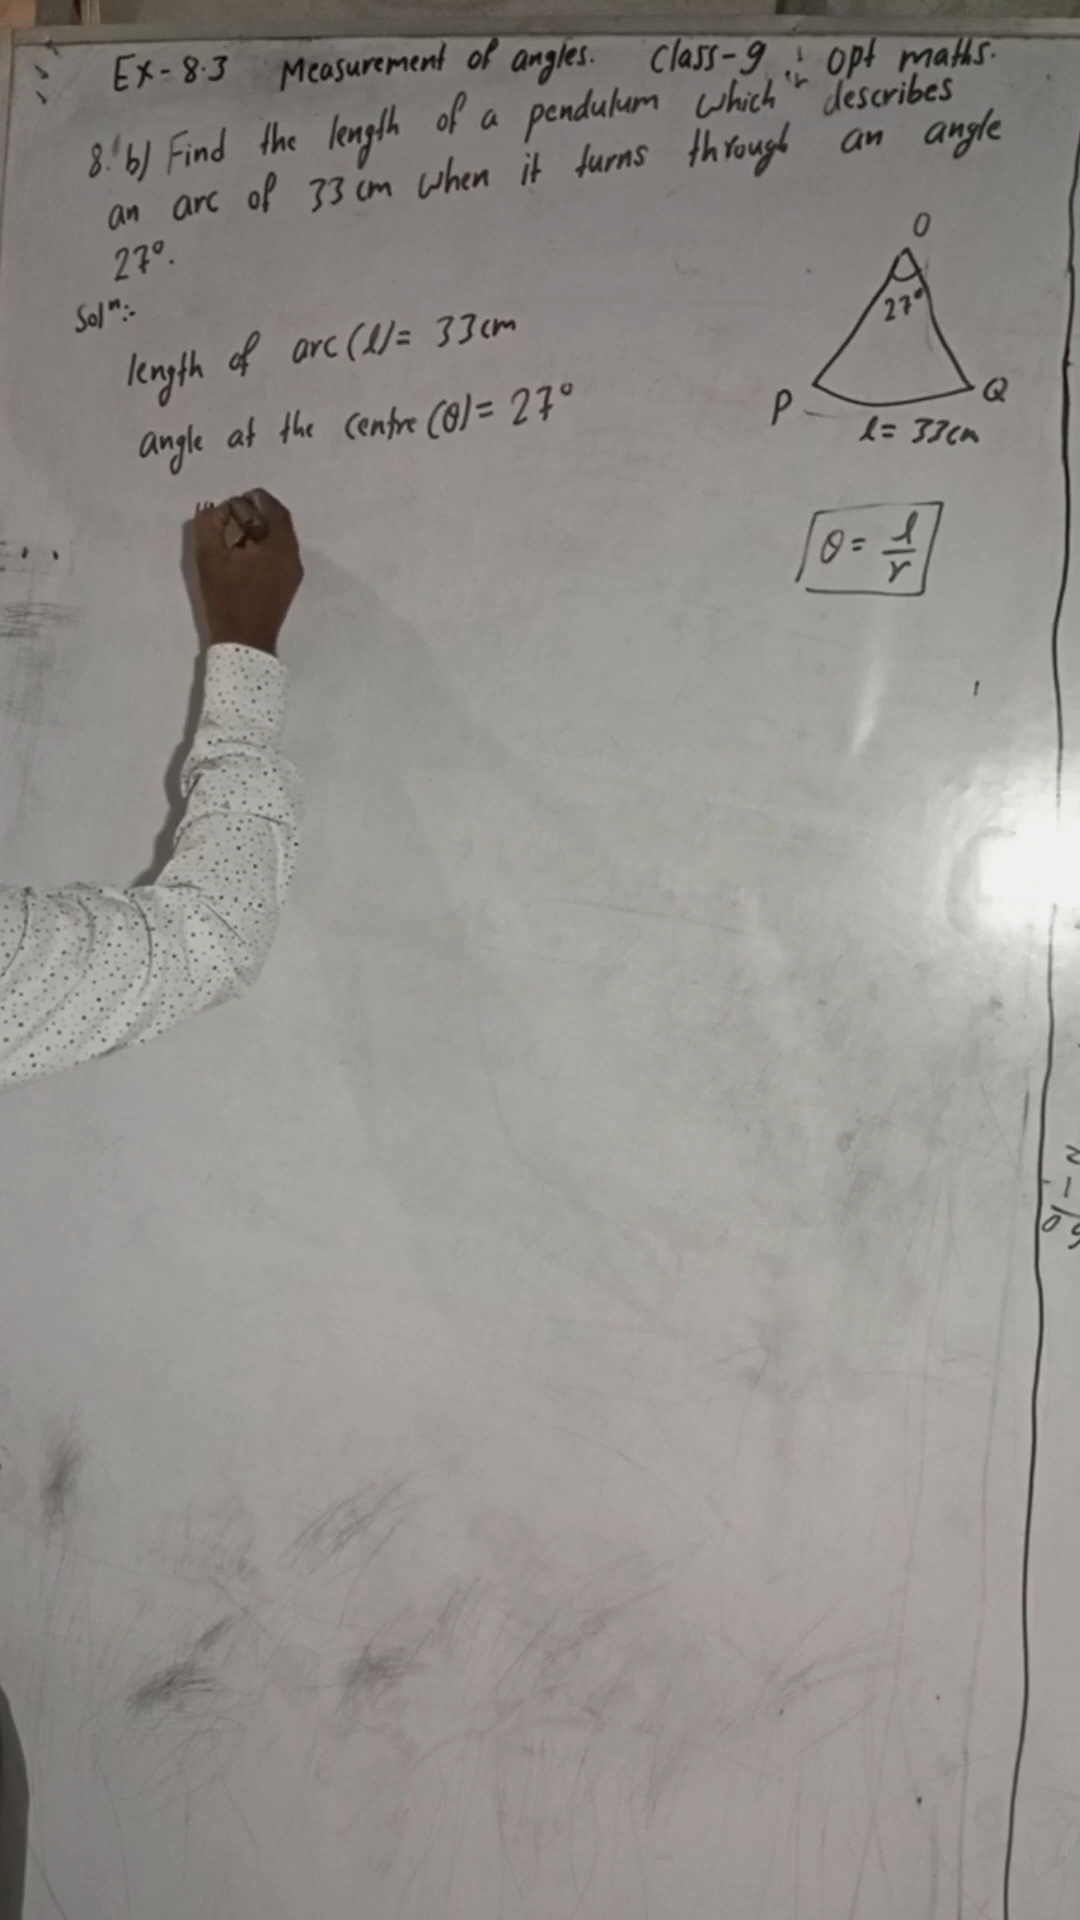 Ex-8.3 Measurement of angles. Class-9 : opt maths.
8. b) Find the length of a pendulum which describes
an arc of 33 cm when it turns through an angle
27°.
Solⁿ:-
length of arc (l) = 33cm
angle at the centre (θ) = 27°
O
27°
P
Q
l = 33cm
θ = l/r